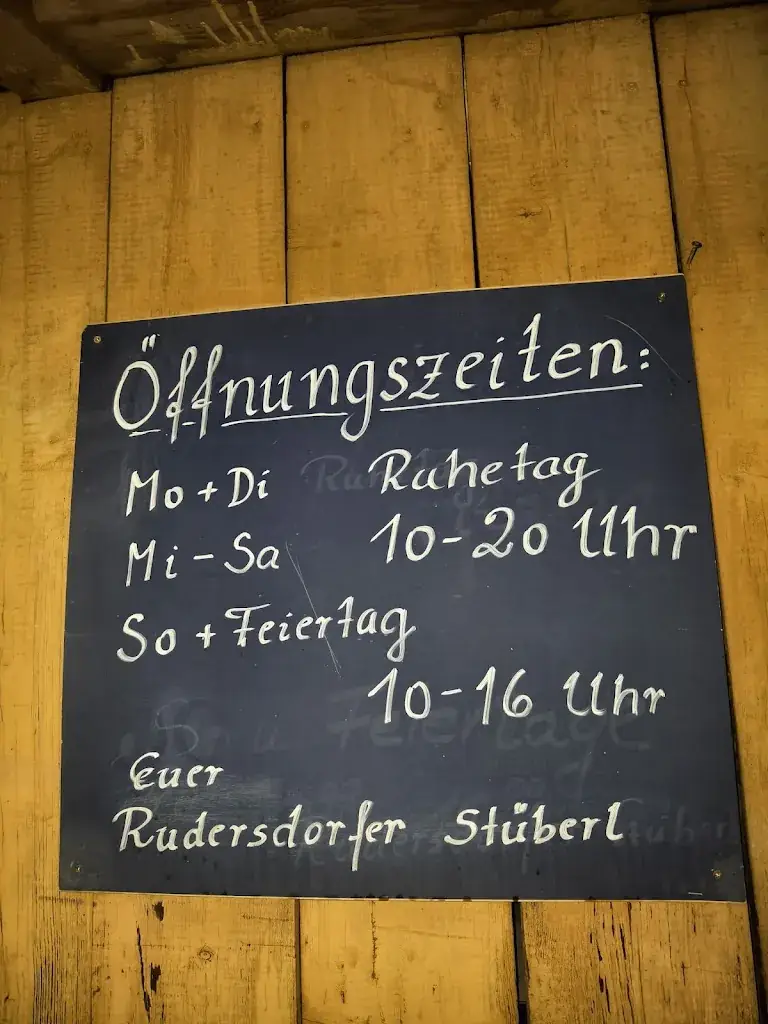 Öffnungszeiten:
Mo + Di Ruhetag
Mi - Sa 10-20 Uhr
So + Feiertag
10-16 Uhr
Euer
Rudersdorfer Stüberl